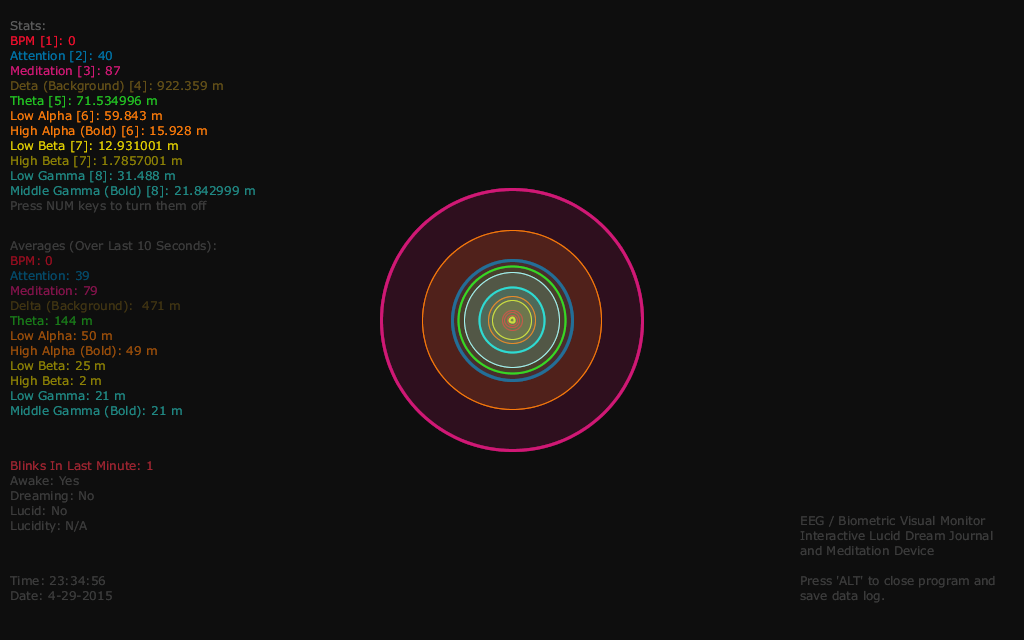 Stats:
BPM [1]: 0
Attention [2]: 40
Meditation [3]: 87
Deta (Background) [4]: 922.359 m
Theta [5]: 71.534996 m
Low Alpha [6]: 59.843 m
High Alpha (Bold) [6]: 15.928 m
Low Beta [7]: 12.931001 m
High Beta [7]: 1.7857001 m
Low Gamma [8]: 31.488 m
Middle Gamma (Bold) [8]: 21.842999 m
Press NUM keys to turn them off
Averages (Over Last 10 Seconds):
BPM: 0
Attention: 39
Meditation: 79
Delta (Background):  471 m
Theta: 144 m
Low Alpha: 50 m
High Alpha (Bold): 49 m
Low Beta: 25 m
High Beta: 2 m
Low Gamma: 21 m
Middle Gamma (Bold): 21 m
Blinks In Last Minute: 1
Awake: Yes
Dreaming: No
Lucid: No
Lucidity: N/A
Time: 23:34:56
Date: 4-29-2015
EEG / Biometric Visual Monitor
Interactive Lucid Dream Journal
and Meditation Device
Press 'ALT' to close program and
save data log.